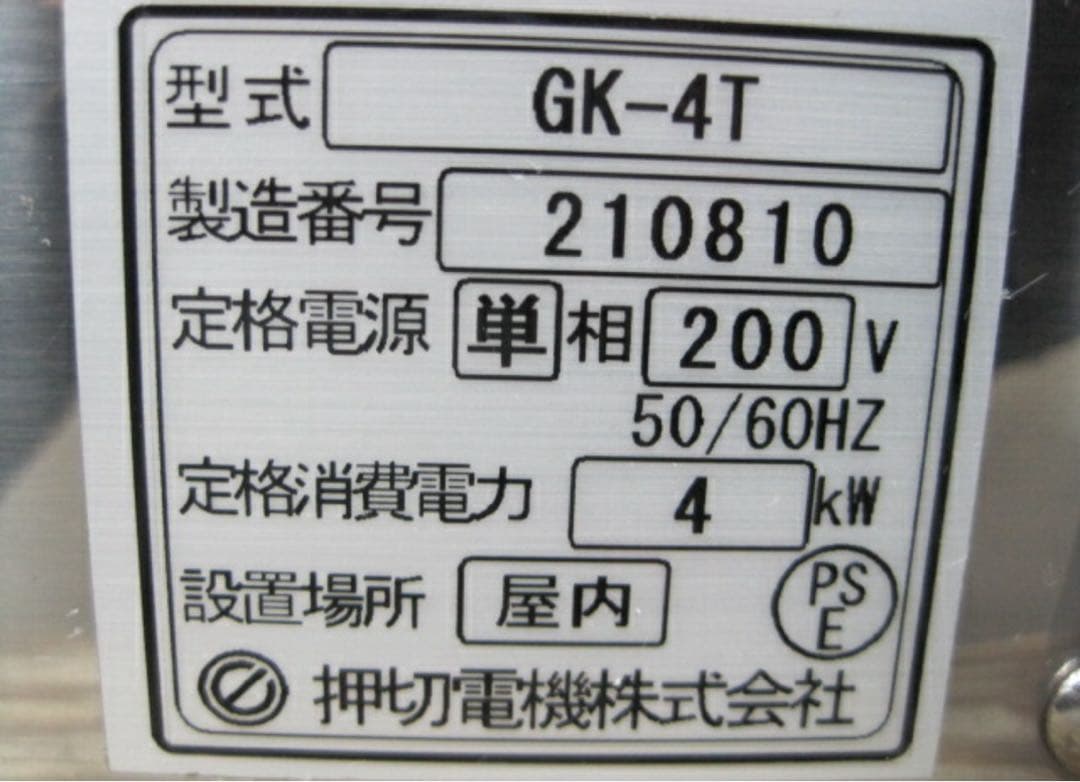 型式 GK-4T
製造番号 210810
定格電源 単相 200 V
50/60HZ
定格消費電力 4 kW
設置場所 屋内
PS
E
押切電機株式会社